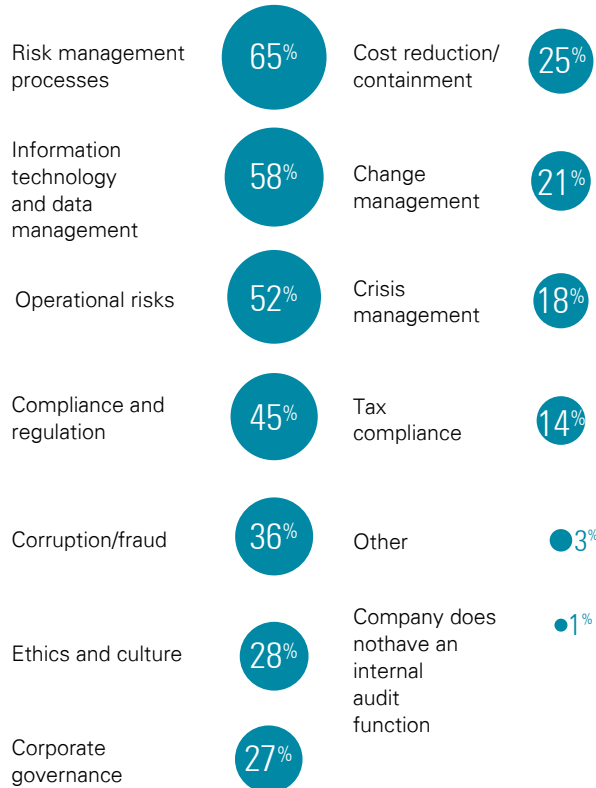 Risk management
processes
65%
Information
technology
and data
management
58%
Operational risks
52%
Compliance and
regulation
45%
Corruption/fraud
36%
Ethics and culture
28%
Corporate
governance
27%
Cost reduction/
containment
25%
Change
management
21%
Crisis
management
18%
Tax
compliance
14%
Other
3%
Company does
nothave an
internal
audit
function
1%